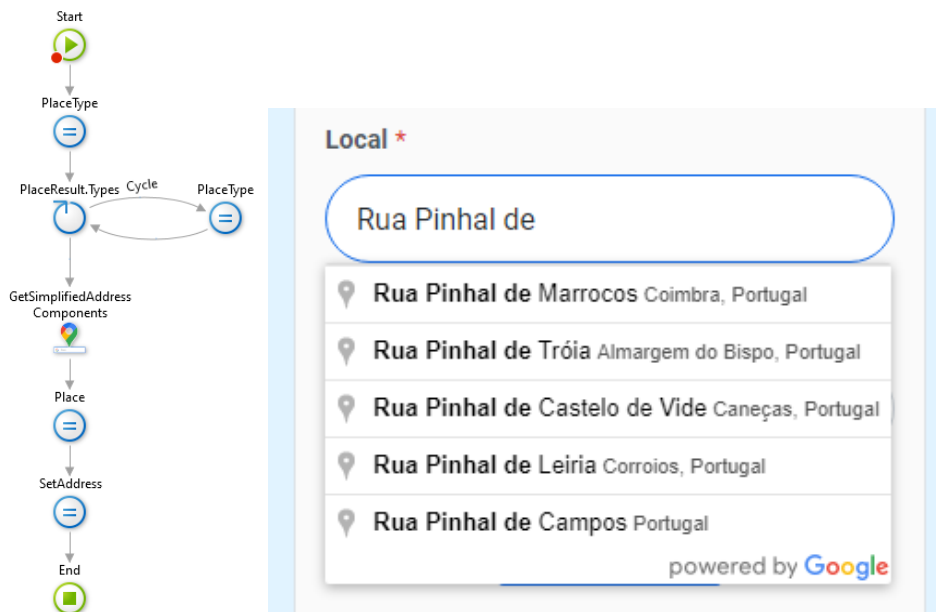 Start
PlaceType
PlaceResult.Types
Cycle
PlaceType
GetSimplifiedAddress
Components
Place
SetAddress
End
Local *
Rua Pinhal de
Rua Pinhal de Marrocos Coimbra, Portugal
Rua Pinhal de Tróia Almargem do Bispo, Portugal
Rua Pinhal de Castelo de Vide Caneças, Portugal
Rua Pinhal de Leiria Corroios, Portugal
Rua Pinhal de Campos Portugal
powered by Google